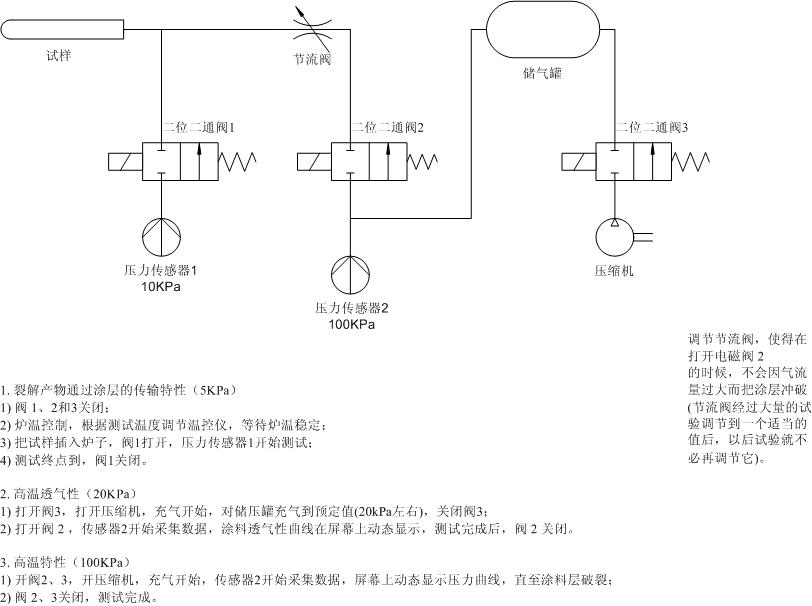 试样
节流阀
储气罐
二位二通阀1
二位二通阀2
二位二通阀3
压力传感器1
10KPa
压力传感器2
100KPa
压缩机
调节节流阀，使得在
打开电磁阀 2
的时候，不会因气流
量过大而把涂层冲破
(节流阀经过大量的试
验调节到一个适当的
值后，以后试验就不
必再调节它)。
1. 裂解产物通过涂层的传输特性（5KPa）
1) 阀 1、2和3关闭；
2) 炉温控制，根据测试温度调节温控仪，等待炉温稳定；
3) 把试样插入炉子，阀1打开，压力传感器1开始测试；
4) 测试终点到，阀1关闭。
2. 高温透气性（20KPa）
1) 打开阀3，打开压缩机，充气开始，对储压罐充气到预定值(20kPa左右)，关闭阀3；
2) 打开阀 2 ，传感器2开始采集数据，涂料透气性曲线在屏幕上动态显示，测试完成后，阀 2 关闭。
3. 高温特性（100KPa）
1) 开阀2、3，开压缩机，充气开始，传感器2开始采集数据，屏幕上动态显示压力曲线，直至涂料层破裂；
2) 阀 2、3关闭，测试完成。